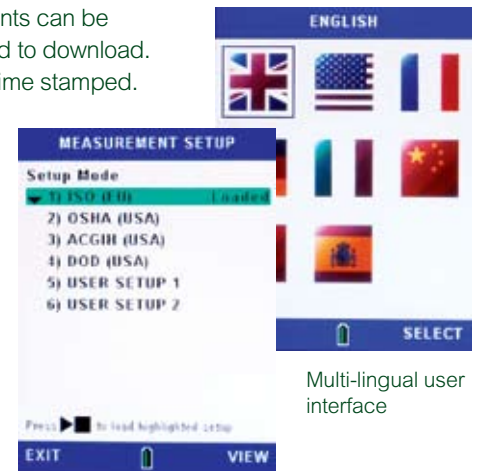 nts can be
d to download.
ime stamped.
ENGLISH
SELECT
Multi-lingual user
interface
MEASUREMENT SETUP
Setup Mode
1) ISO (EU) Loaded
2) OSHA (USA)
3) ACGIH (USA)
4) DOD (USA)
5) USER SETUP 1
6) USER SETUP 2
Press ▶■ to load highlighted setup
EXIT VIEW